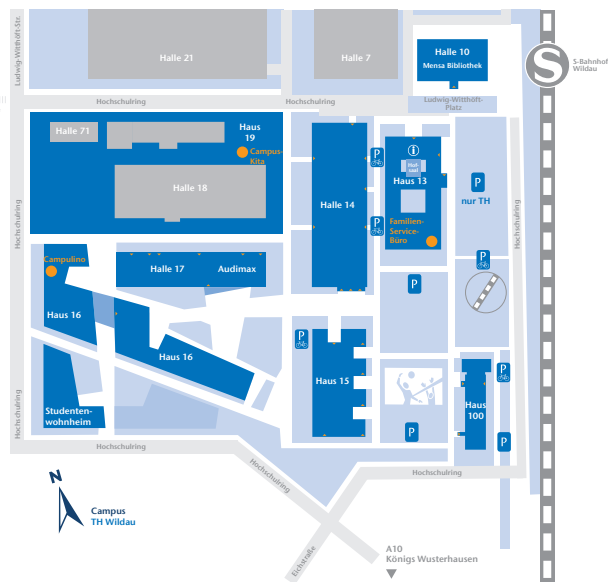 Ludwig-Witthöft-Str.
Halle 21
Halle 7
Halle 10
Mensa Bibliothek
S
S-Bahnhof
Wildau
Hochschulring
Hochschulring
Ludwig-Witthöft-
Platz
Halle 71
Haus
19
Campus-
Kita
Halle 18
Halle 14
P
i
Haus 13
P
nur TH
P
Familien-
Service-
Büro
Hochschulring
Hochschulring
Campulino
Halle 17
Audimax
P
P
Haus 16
Haus 16
P
Haus 15
P
Haus
100
Hochschulring
Studenten-
wohnheim
P
P
Hochschulring
Hochschulring
Hochschulring
N
Campus
TH Wildau
Eichstraße
A10
Königs Wusterhausen